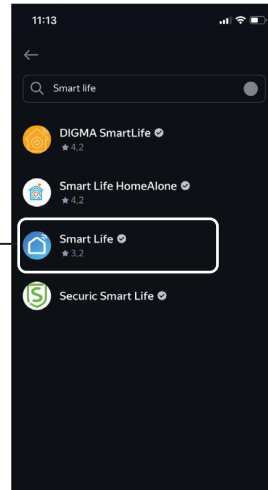 11:13
Smart life
DIGMA SmartLife
★ 4,2
Smart Life HomeAlone
★ 4,2
Smart Life
★ 3,2
S
Securic Smart Life